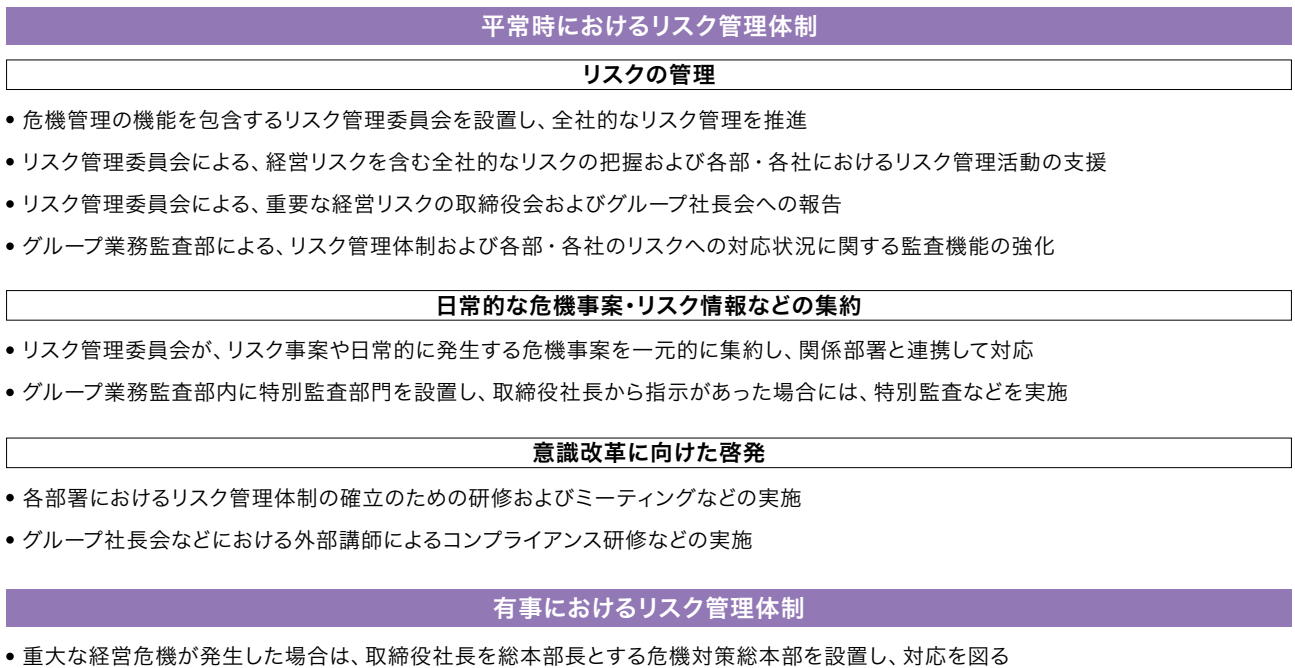 平常時におけるリスク管理体制
リスクの管理
• 危機管理の機能を包含するリスク管理委員会を設置し、全社的なリスク管理を推進
• リスク管理委員会による、経営リスクを含む全社的なリスクの把握および各部・各社におけるリスク管理活動の支援
• リスク管理委員会による、重要な経営リスクの取締役会およびグループ社長会への報告
• グループ業務監査部による、リスク管理体制および各部・各社のリスクへの対応状況に関する監査機能の強化
日常的な危機事案・リスク情報などの集約
• リスク管理委員会が、リスク事案や日常的に発生する危機事案を一元的に集約し、関係部署と連携して対応
• グループ業務監査部内に特別監査部門を設置し、取締役社長から指示があった場合には、特別監査などを実施
意識改革に向けた啓発
• 各部署におけるリスク管理体制の確立のための研修およびミーティングなどの実施
• グループ社長会などにおける外部講師によるコンプライアンス研修などの実施
有事におけるリスク管理体制
• 重大な経営危機が発生した場合は、取締役社長を総本部長とする危機対策総本部を設置し、対応を図る